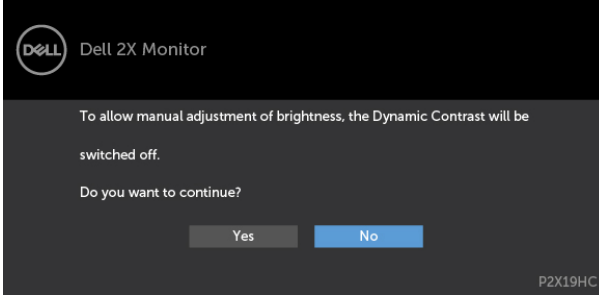 DELL
Dell 2X Monitor
To allow manual adjustment of brightness, the Dynamic Contrast will be
switched off.
Do you want to continue?
Yes No
P2X19HC